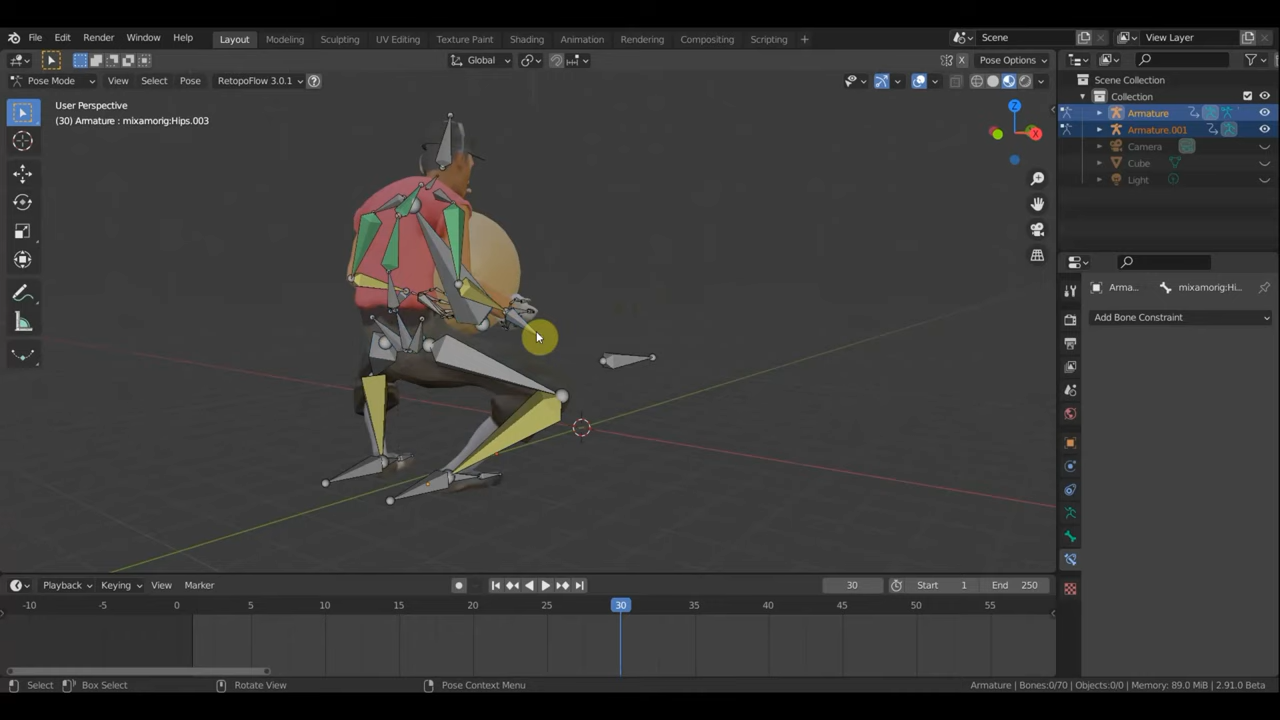 File Edit Render Window Help Layout Modeling Sculpting UV Editing Texture Paint Shading Animation Rendering Compositing Scripting + Scene View Layer
Global Pose Options
Pose Mode View Select Pose RetopoFlow 3.0.1
User Perspective
(30) Armature : mixamorig:Hips.003
Z
X
Scene Collection
Collection
Armature
Armature.001
Camera
Cube
Light
Arma... mixamorig:Hi...
Add Bone Constraint
Playback Keying View Marker 30 Start 1 End 250
-10 -5 0 5 10 15 20 25 30 35 40 45 50 55
Select Box Select Rotate View Pose Context Menu Armature | Bones:0/70 | Objects:0/0 | Memory: 89.0 MiB | 2.91.0 Beta